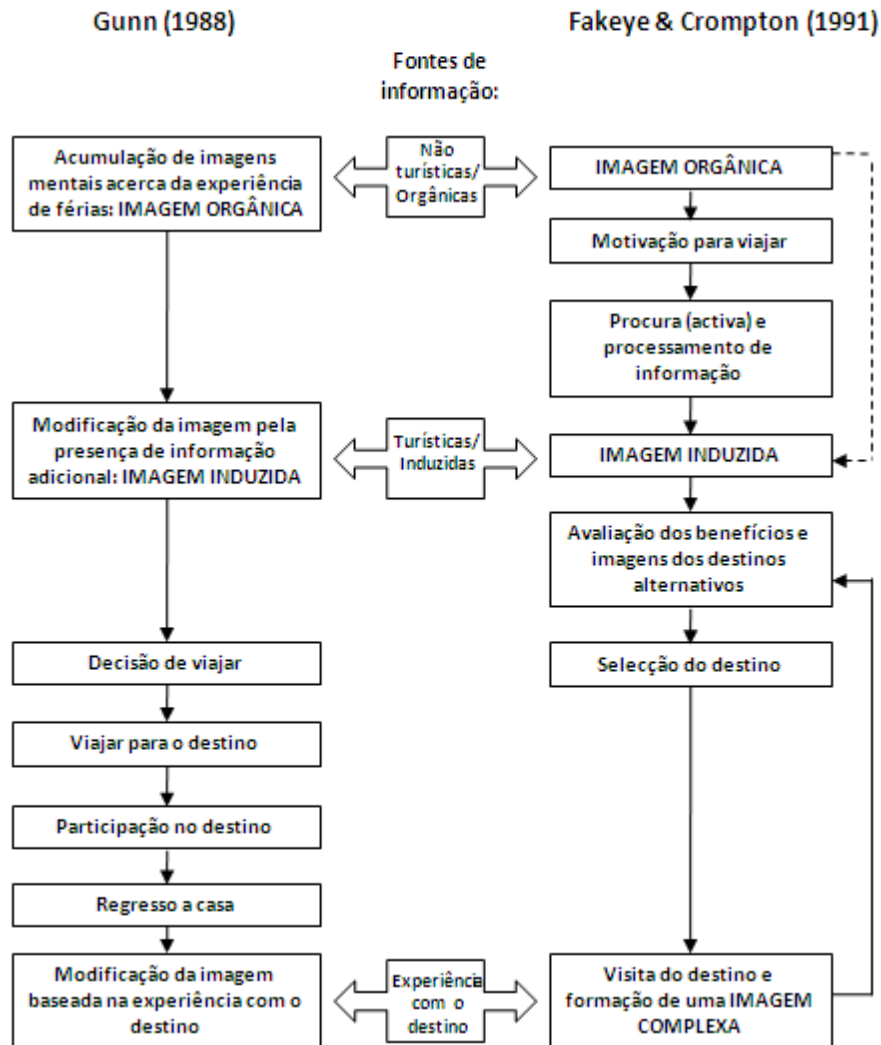 Gunn (1988)
Fakeye & Crompton (1991)
Fontes de
informação:
Acumulação de imagens
mentais acerca da experiência
de férias: IMAGEM ORGÂNICA
Não
turísticas/
Orgânicas
IMAGEM ORGÂNICA
Motivação para viajar
Procura (activa) e
processamento de
informação
Modificação da imagem pela
presença de informação
adicional: IMAGEM INDUZIDA
Turísticas/
Induzidas
IMAGEM INDUZIDA
Avaliação dos benefícios e
imagens dos destinos
alternativos
Decisão de viajar
Selecção do destino
Viajar para o destino
Participação no destino
Regresso a casa
Modificação da imagem
baseada na experiência com o
destino
Experiência
com o
destino
Visita do destino e
formação de uma IMAGEM
COMPLEXA